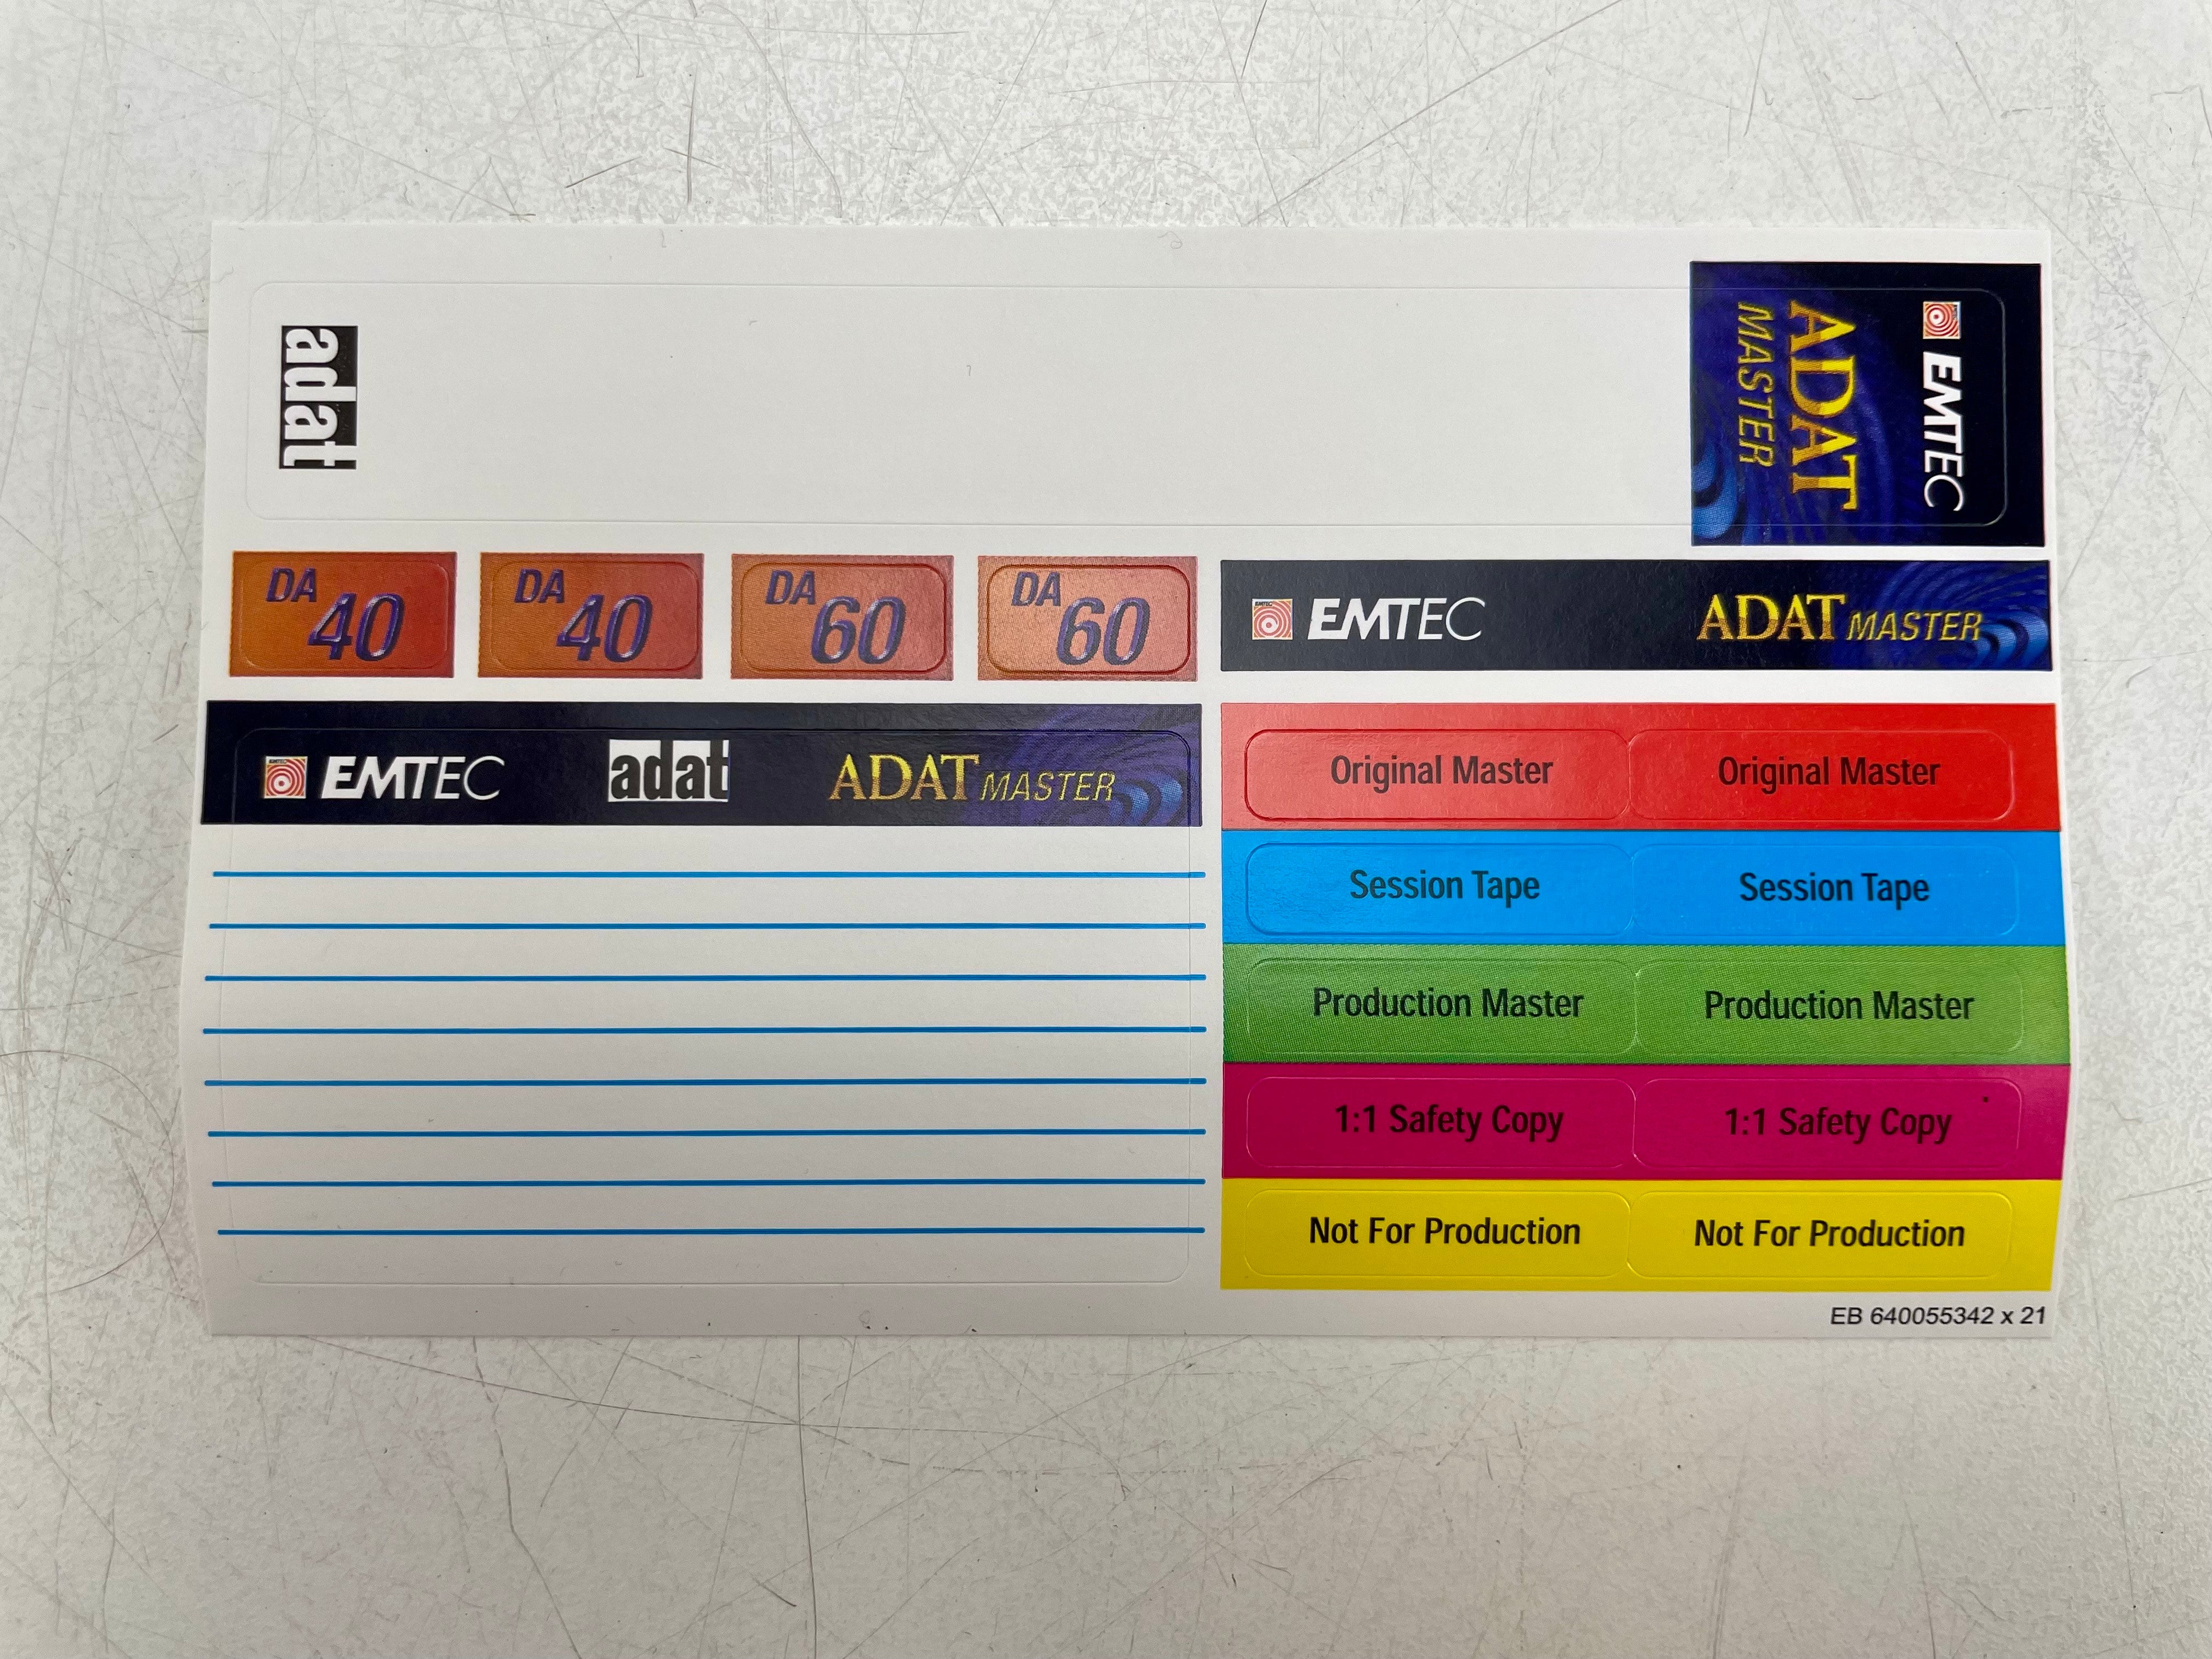 adat
EMTEC
ADAT
MASTER
DA 40
DA 40
DA 60
DA 60
EMTEC ADAT MASTER
EMTEC adat ADAT MASTER
Original Master Original Master
Session Tape Session Tape
Production Master Production Master
1:1 Safety Copy 1:1 Safety Copy
Not For Production Not For Production
EB 640055342 x 21